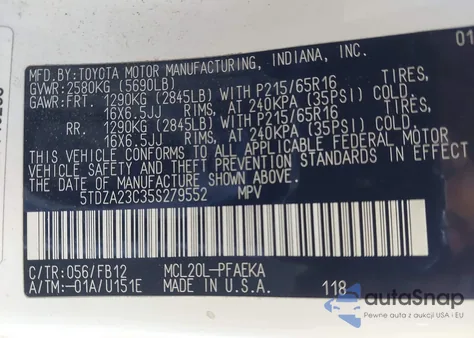 MFD.BY:TOYOTA MOTOR MANUFACTURING, INDIANA, INC. 01
GVWR:2580KG (5690LB)
GAWR:FRT. 1290KG (2845LB) WITH P215/65R16 TIRES,
16X6.5JJ RIMS, AT 240KPA (35PSI) COLD.
RR. 1290KG (2845LB) WITH P215/65R16 TIRES,
16X6.5JJ RIMS, AT 240KPA (35PSI) COLD.
THIS VEHICLE CONFORMS TO ALL APPLICABLE FEDERAL MOTOR
VEHICLE SAFETY STANDARDS IN EFFECT ON THE DATE OF
MANUFACTURE SHOWN ABOVE.
5TDZA23C35S279552 MPV
C/TR:056/FB12 MCL20L-PFAEKA
A/TM:-01A/U151E MADE IN U.S.A. 118
autoSnap
Pewne auta z USA i EU